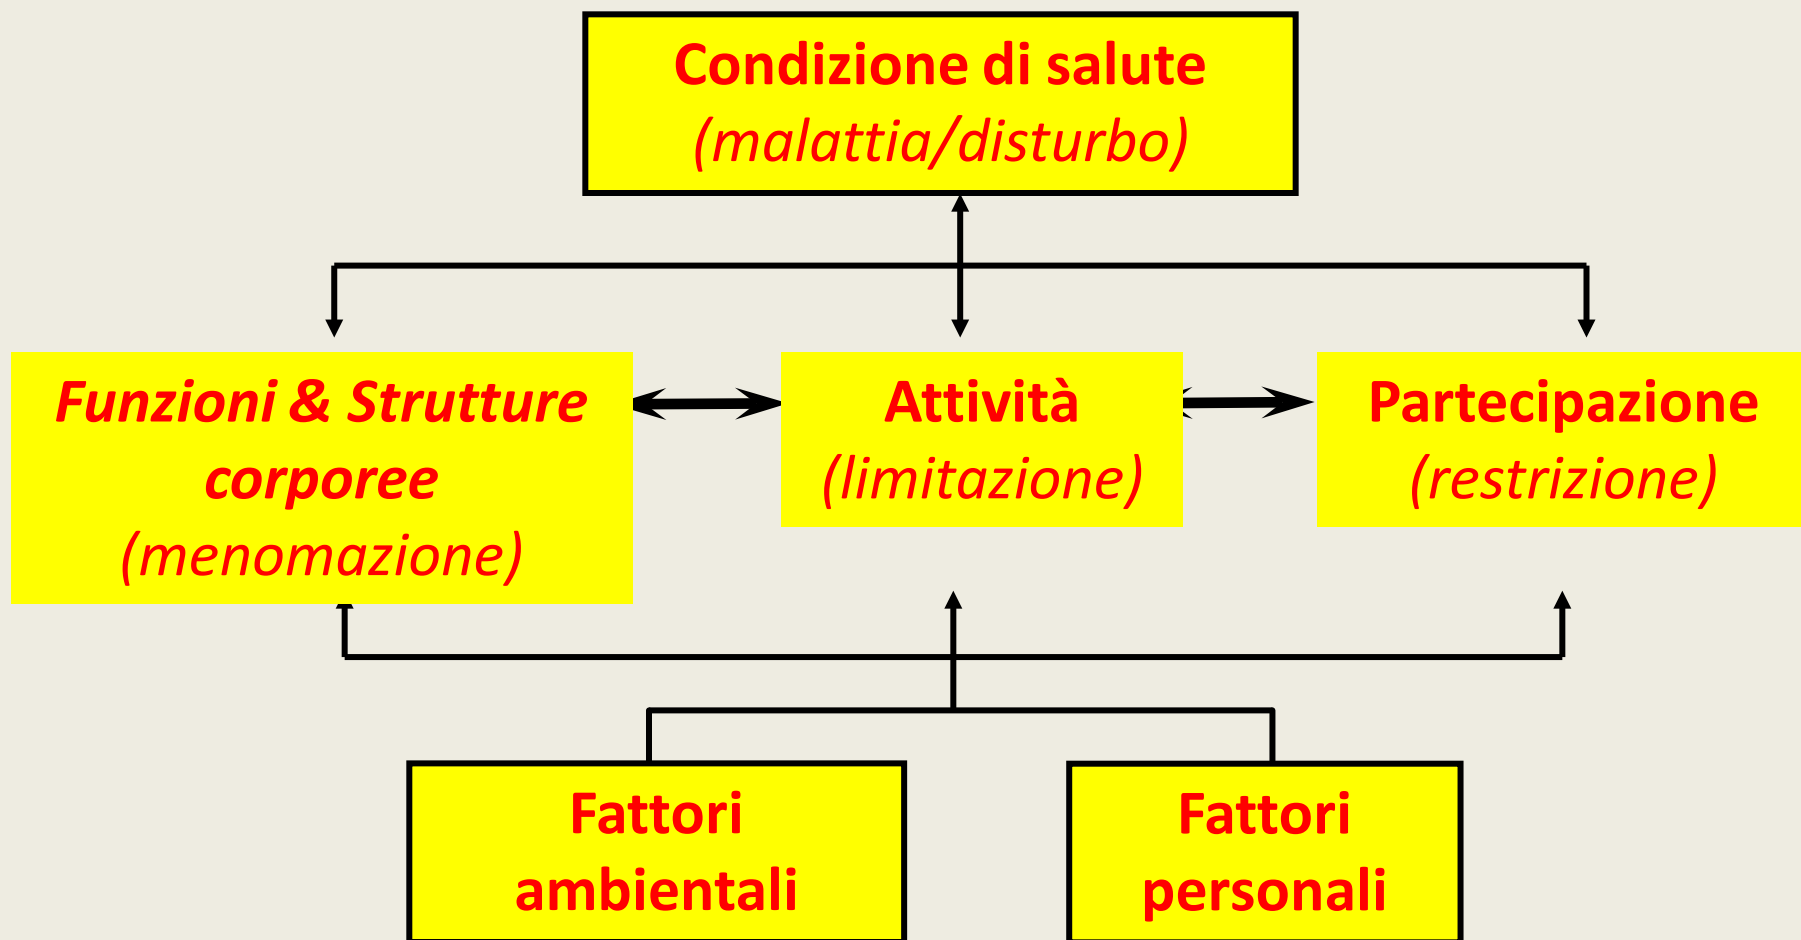 Condizione di salute
(malattia/disturbo)
Funzioni & Strutture
corporee
(menomazione)
Attività
(limitazione)
Partecipazione
(restrizione)
Fattori
ambientali
Fattori
personali